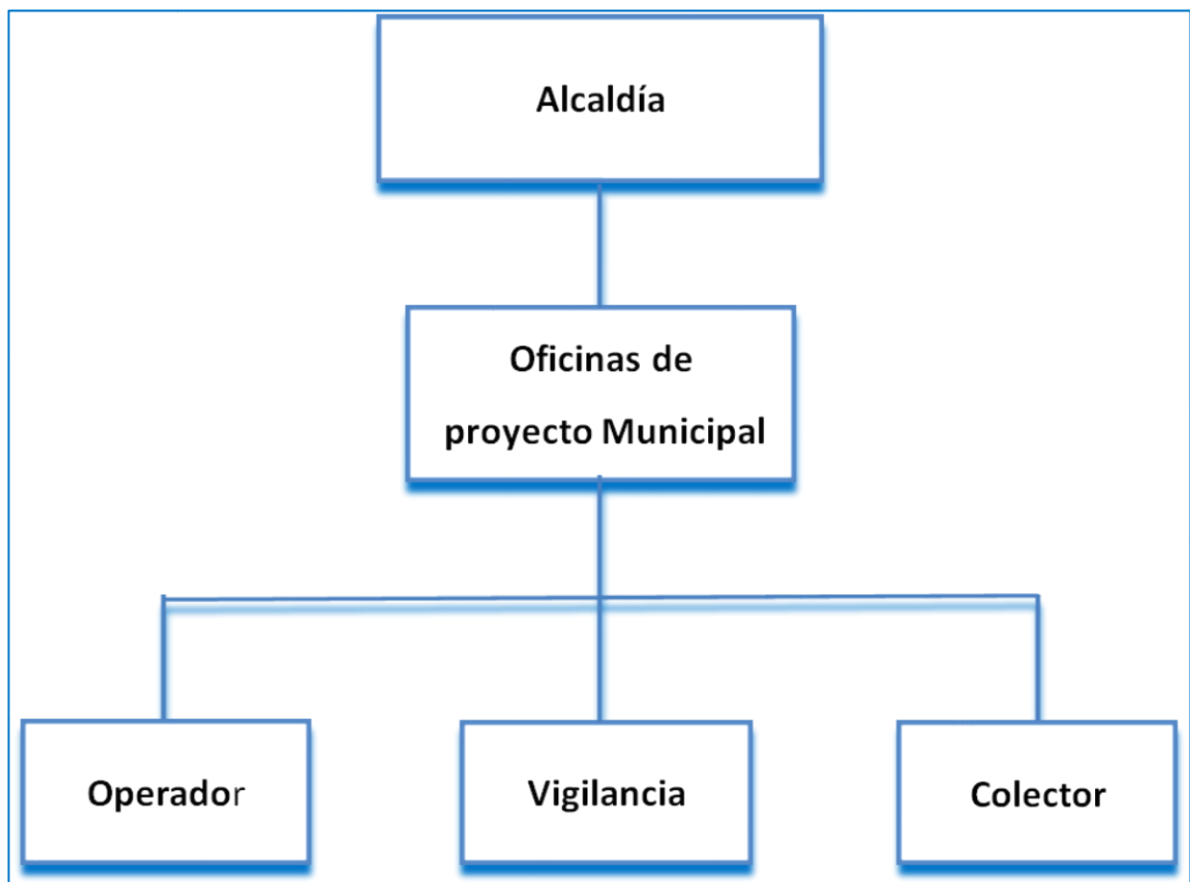 Alcaldía
Oficinas de
proyecto Municipal
Operador
Vigilancia
Colector